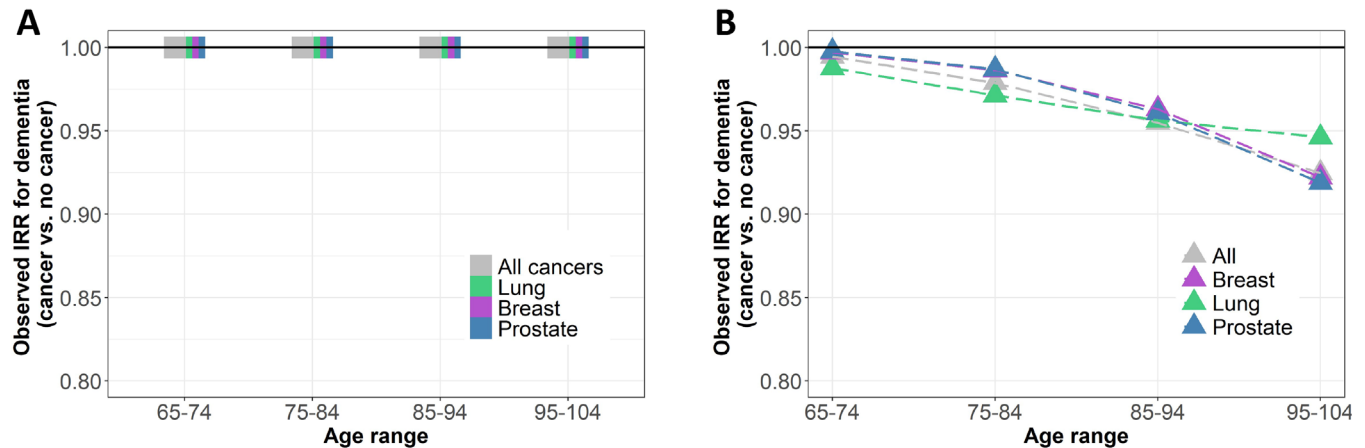 A
Observed IRR for dementia
(cancer vs. no cancer)
1.00
0.95
0.90
0.85
0.80
All cancers
Lung
Breast
Prostate
65-74
75-84
85-94
95-104
Age range
B
Observed IRR for dementia
(cancer vs. no cancer)
1.00
0.95
0.90
0.85
0.80
All
Breast
Lung
Prostate
65-74
75-84
85-94
95-104
Age range